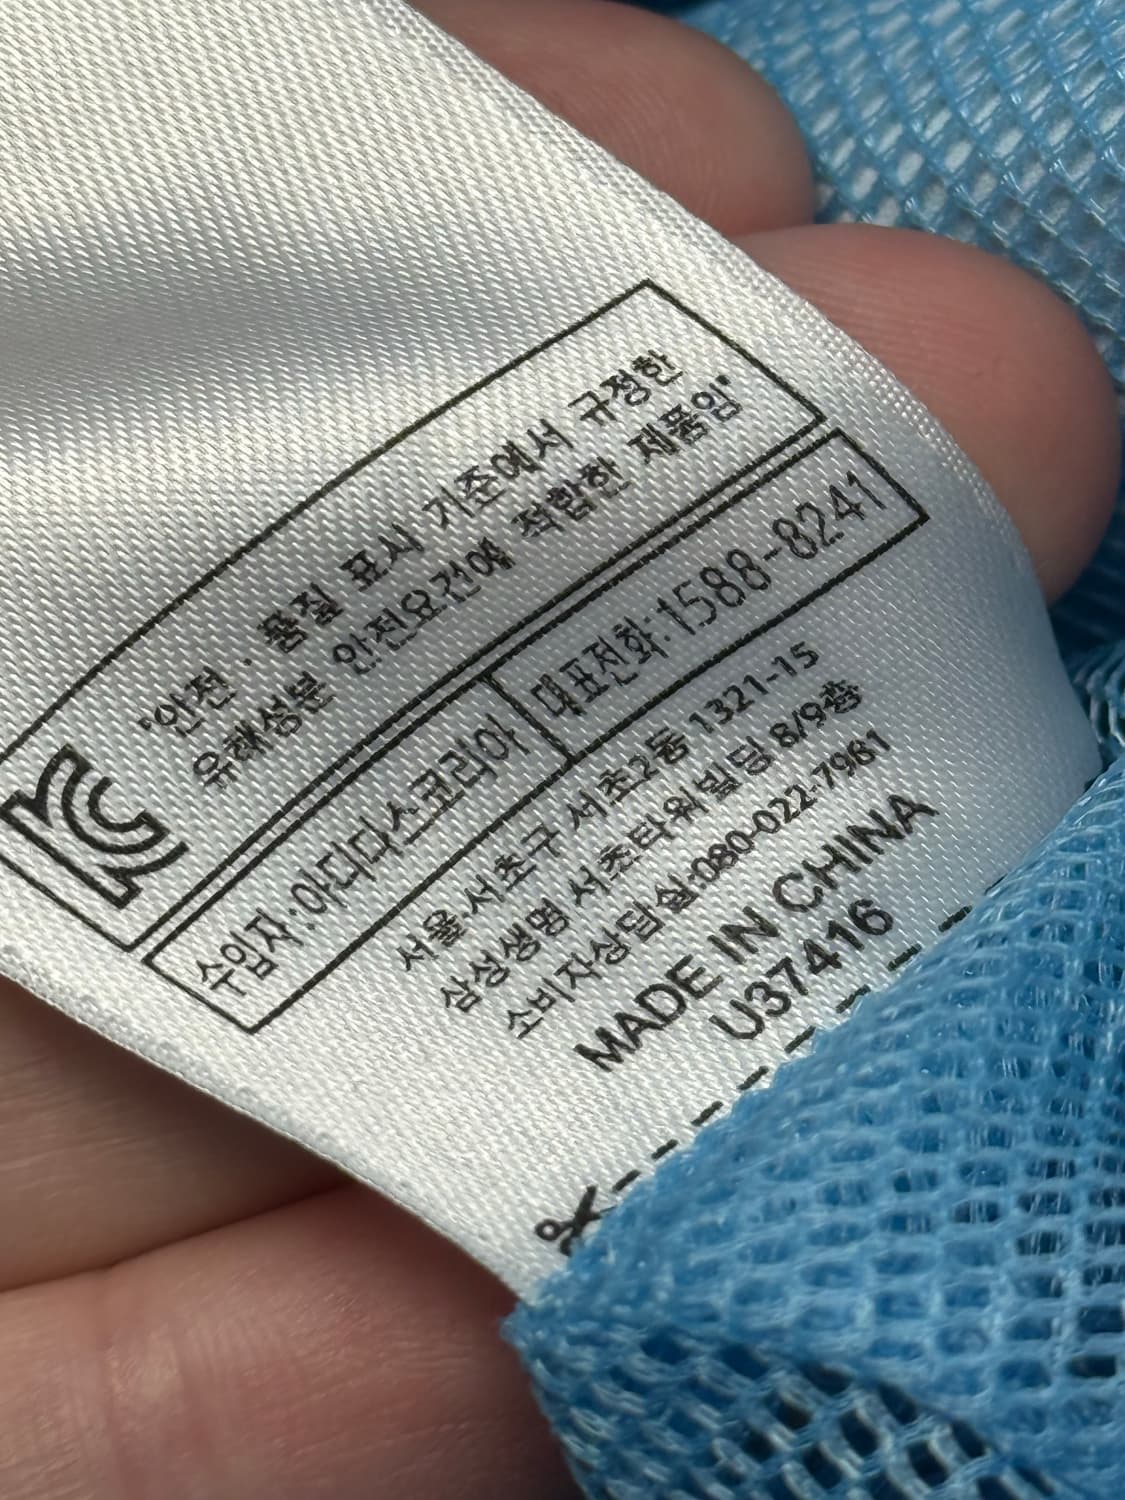 "안전 . 품질 표시 기준에서 규정한
유해성분 안전요건에 적합한 제품임"
수입자:아디다스코리아 대표전화:1588-8241
서울.서초구 서초2동 1321-15
삼성생명 서초타워빌딩 8/9층
소비자상담실:080-022-7981
MADE IN CHINA
U37416